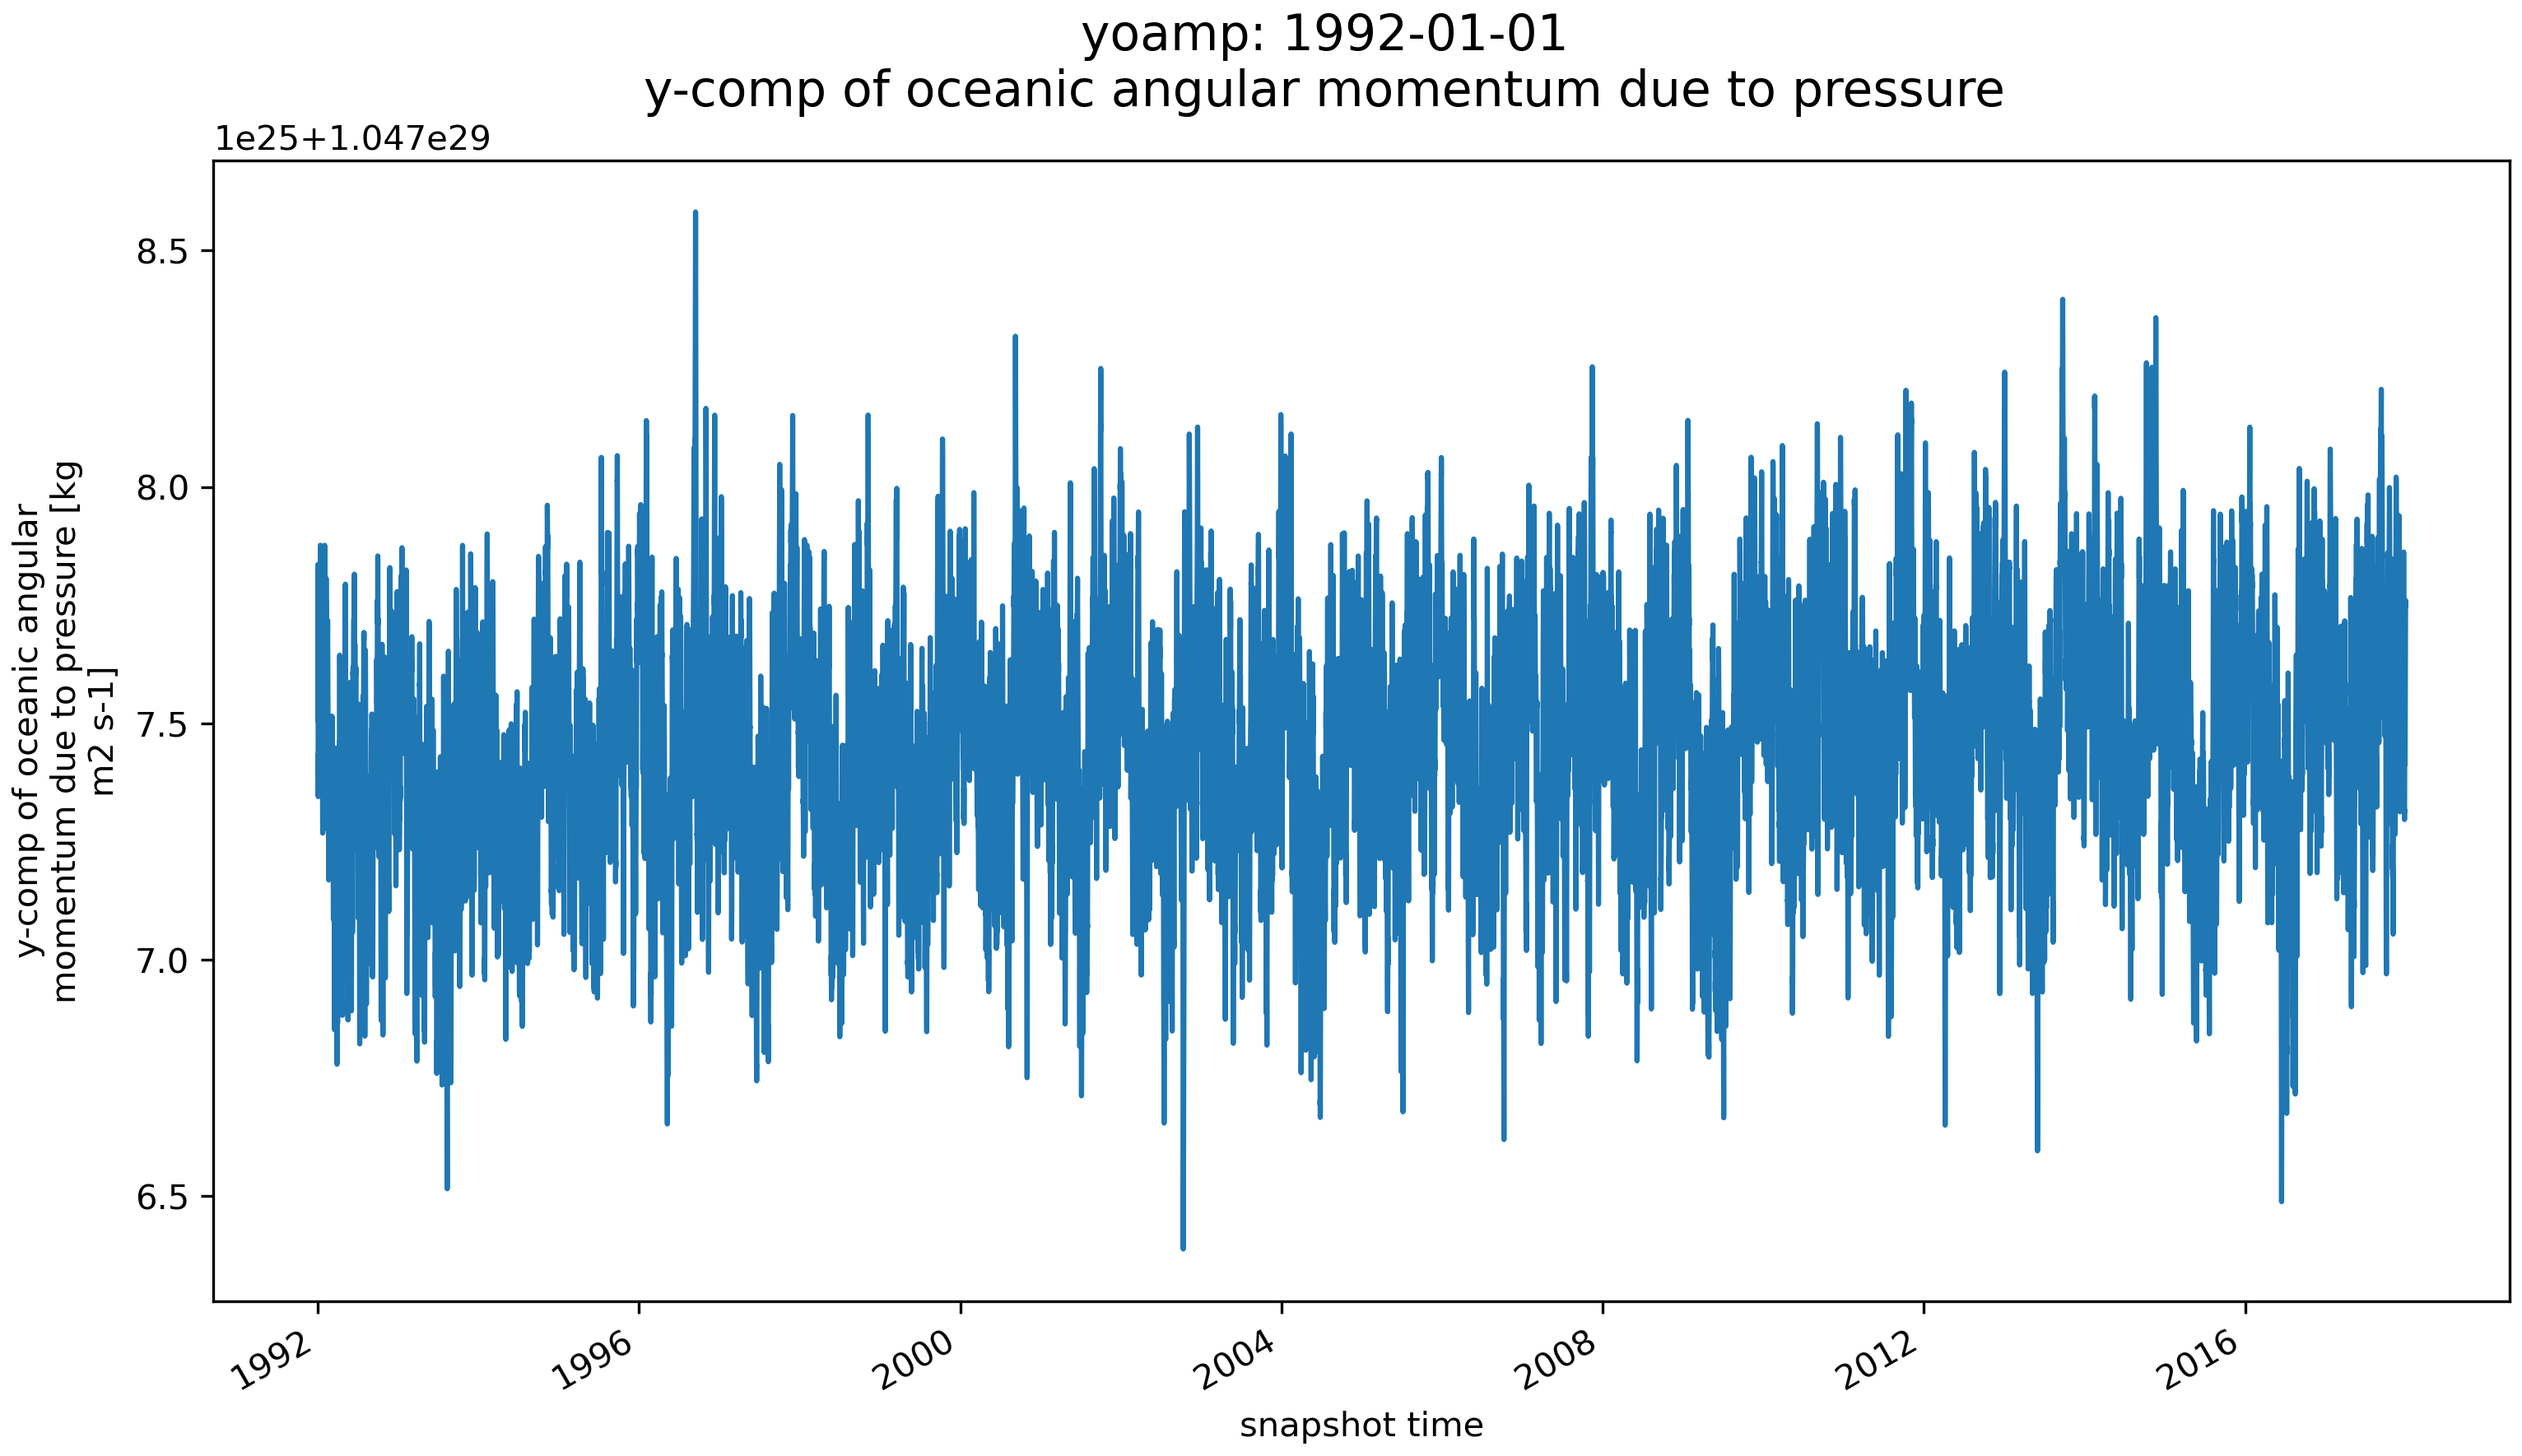 yoamp: 1992-01-01
y-comp of oceanic angular momentum due to pressure
1e25+1.047e29
8.5
8.0
7.5
7.0
6.5
y-comp of oceanic angular
momentum due to pressure [kg
m2 s-1]
1992
1996
2000
2004
2008
2012
2016
snapshot time